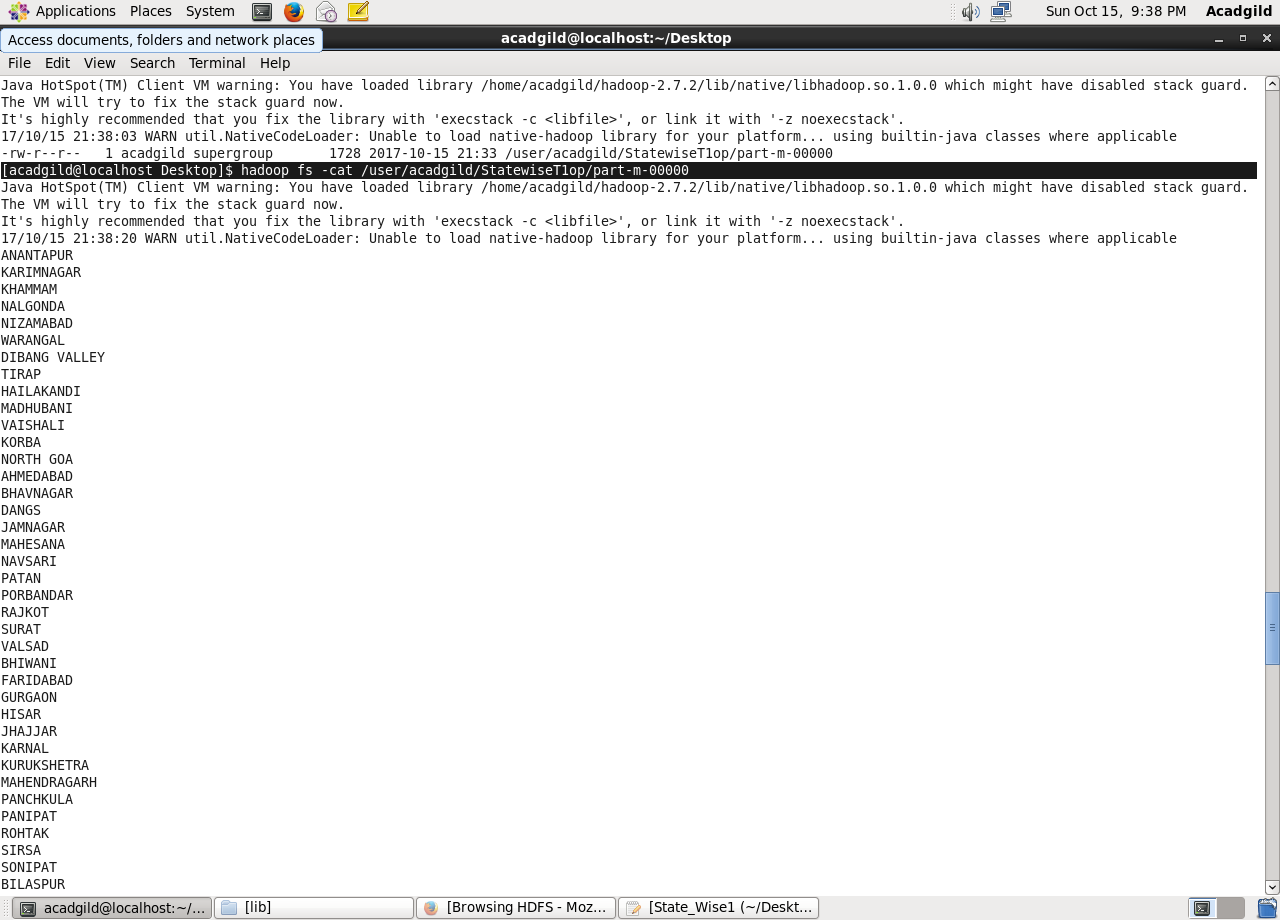 Applications Places System Sun Oct 15, 9:38 PM Acadgild
Access documents, folders and network places
acadgild@localhost:~/Desktop
File Edit View Search Terminal Help
Java HotSpot(TM) Client VM warning: You have loaded library /home/acadgild/hadoop-2.7.2/lib/native/libhadoop.so.1.0.0 which might have disabled stack guard.
The VM will try to fix the stack guard now.
It's highly recommended that you fix the library with 'execstack -c <libfile>', or link it with '-z noexecstack'.
17/10/15 21:38:03 WARN util.NativeCodeLoader: Unable to load native-hadoop library for your platform... using builtin-java classes where applicable
-rw-r--r--   1 acadgild supergroup       1728 2017-10-15 21:33 /user/acadgild/StatewiseT1op/part-m-00000
[acadgild@localhost Desktop]$ hadoop fs -cat /user/acadgild/StatewiseT1op/part-m-00000
Java HotSpot(TM) Client VM warning: You have loaded library /home/acadgild/hadoop-2.7.2/lib/native/libhadoop.so.1.0.0 which might have disabled stack guard.
The VM will try to fix the stack guard now.
It's highly recommended that you fix the library with 'execstack -c <libfile>', or link it with '-z noexecstack'.
17/10/15 21:38:20 WARN util.NativeCodeLoader: Unable to load native-hadoop library for your platform... using builtin-java classes where applicable
ANANTAPUR
KARIMNAGAR
KHAMMAM
NALGONDA
NIZAMABAD
WARANGAL
DIBANG VALLEY
TIRAP
HAILAKANDI
MADHUBANI
VAISHALI
KORBA
NORTH GOA
AHMEDABAD
BHAVNAGAR
DANGS
JAMNAGAR
MAHESANA
NAVSARI
PATAN
PORBANDAR
RAJKOT
SURAT
VALSAD
BHIWANI
FARIDABAD
GURGAON
HISAR
JHAJJAR
KARNAL
KURUKSHETRA
MAHENDRAGARH
PANCHKULA
PANIPAT
ROHTAK
SIRSA
SONIPAT
BILASPUR
acadgild@localhost:~/... [lib] [Browsing HDFS - Moz... [State_Wise1 (~/Deskt...